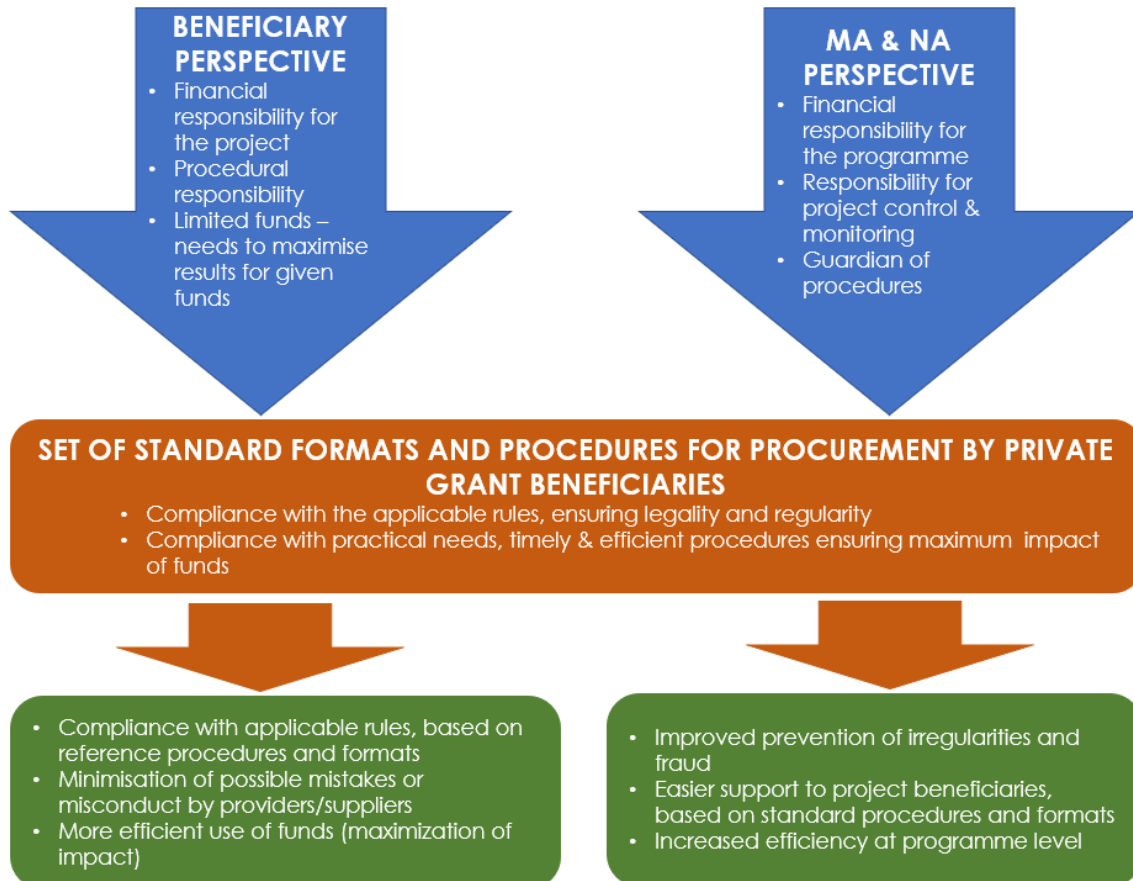 BENEFICIARY
PERSPECTIVE
• Financial
responsibility for
the project
• Procedural
responsibility
• Limited funds –
needs to maximise
results for given
funds
MA & NA
PERSPECTIVE
• Financial
responsibility for
the programme
• Responsibility for
project control &
monitoring
• Guardian of
procedures
SET OF STANDARD FORMATS AND PROCEDURES FOR PROCUREMENT BY PRIVATE
GRANT BENEFICIARIES
• Compliance with the applicable rules, ensuring legality and regularity
• Compliance with practical needs, timely & efficient procedures ensuring maximum impact
of funds
• Compliance with applicable rules, based on
reference procedures and formats
• Minimisation of possible mistakes or
misconduct by providers/suppliers
• More efficient use of funds (maximization of
impact)
• Improved prevention of irregularities and
fraud
• Easier support to project beneficiaries,
based on standard procedures and formats
• Increased efficiency at programme level